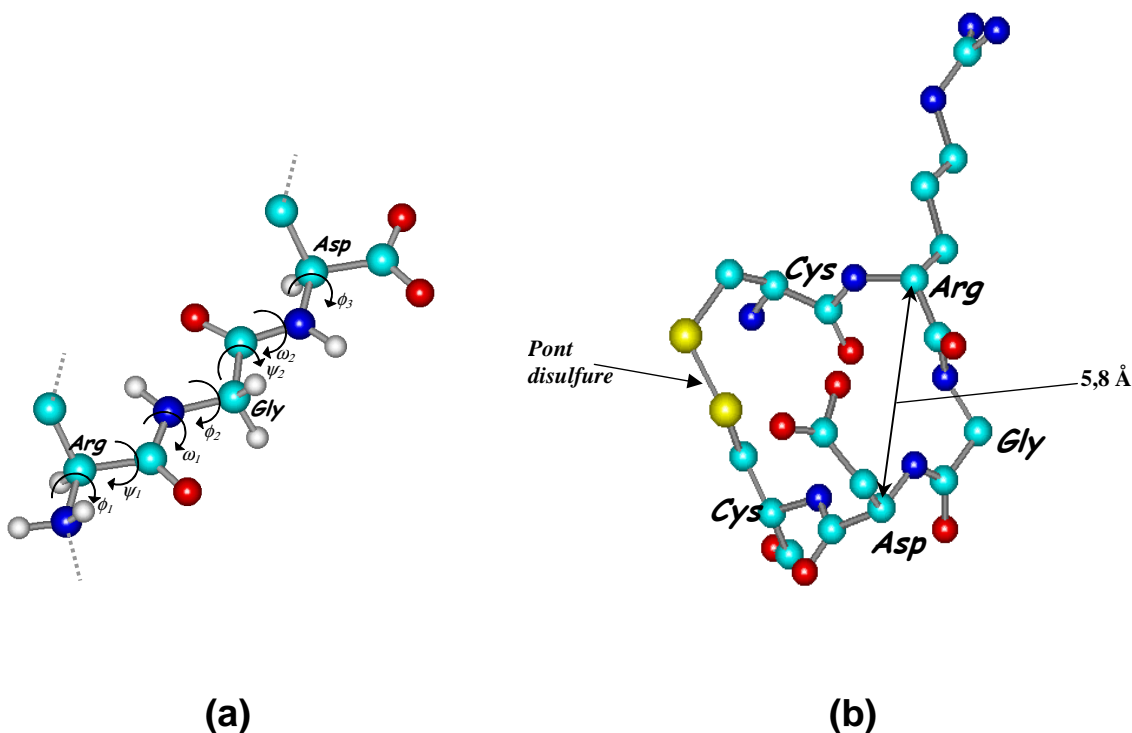 Asp
ϕ3
ω2
ψ2
Gly
ϕ2
ω1
Arg
ψ1
ϕ1
(a)
Cys
Arg
Pont
disulfure
5,8 Å
Gly
Cys
Asp
(b)